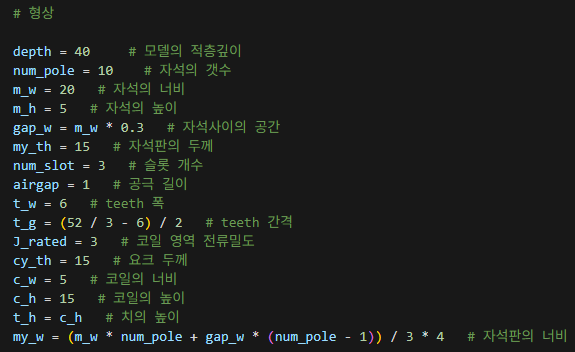 # 형상
depth = 40     # 모델의 적층깊이
num_pole = 10    # 자석의 갯수
m_w = 20   # 자석의 너비
m_h = 5   # 자석의 높이
gap_w = m_w * 0.3   # 자석사이의 공간
my_th = 15   # 자석판의 두께
num_slot = 3   # 슬롯 개수
airgap = 1   # 공극 길이
t_w = 6   # teeth 폭
t_g = (52 / 3 - 6) / 2   # teeth 간격
J_rated = 3   # 코일 영역 전류밀도
cy_th = 15   # 요크 두께
c_w = 5   # 코일의 너비
c_h = 15   # 코일의 높이
t_h = c_h   # 치의 높이
my_w = (m_w * num_pole + gap_w * (num_pole - 1)) / 3 * 4   # 자석판의 너비